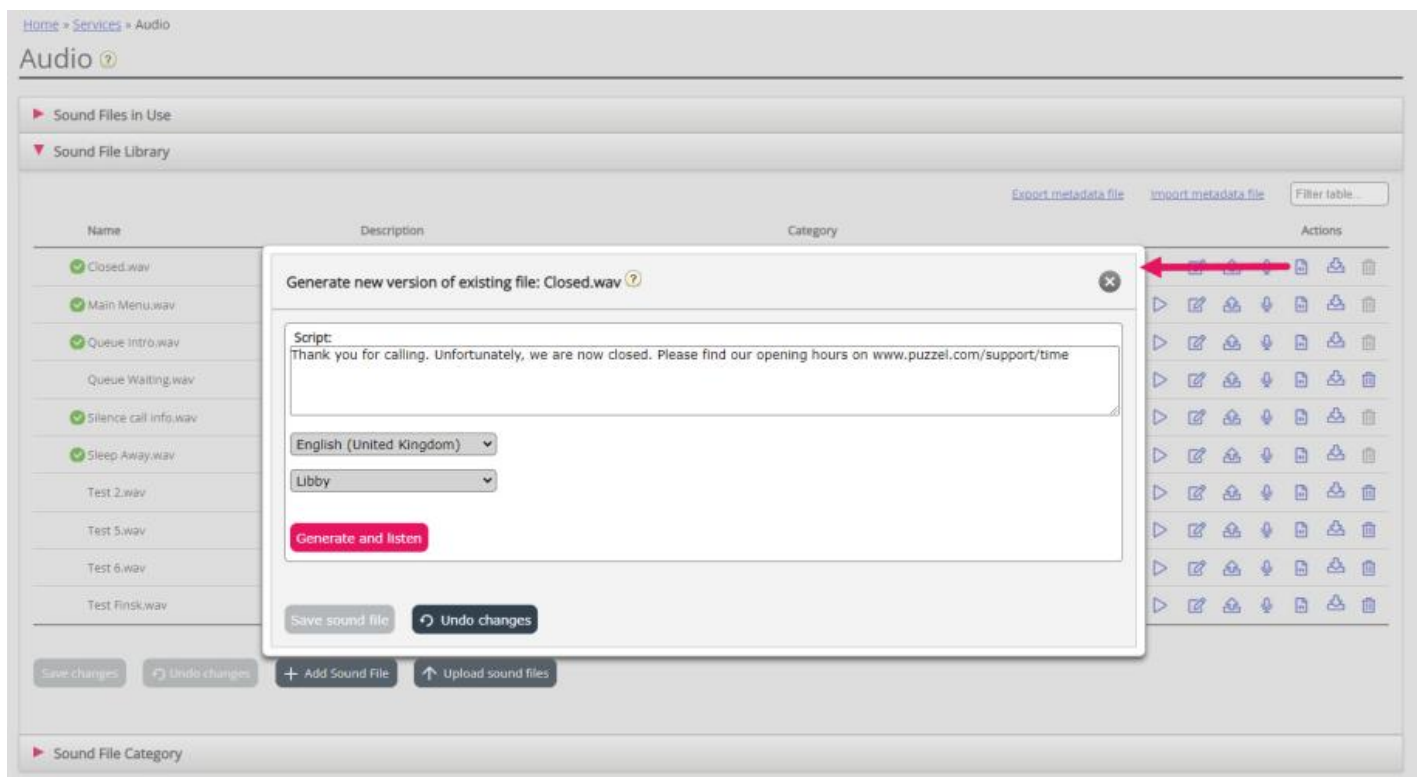 Home » Services » Audio
Audio ?
Sound Files in Use
Sound File Library
Export metadata file Import metadata file Filter table...
Name Description Category Actions
Closed.wav
Main Menu.wav
Queue Intro.wav
Queue Waiting.wav
Silence call info.wav
Sleep Away.wav
Test 2.wav
Test 5.wav
Test 6.wav
Test Finsk.wav
Generate new version of existing file: Closed.wav ?
Script:
Thank you for calling. Unfortunately, we are now closed. Please find our opening hours on www.puzzel.com/support/time
English (United Kingdom)
Libby
Generate and listen
Save sound file Undo changes
Save changes Undo changes + Add Sound File Upload sound files
Sound File Category